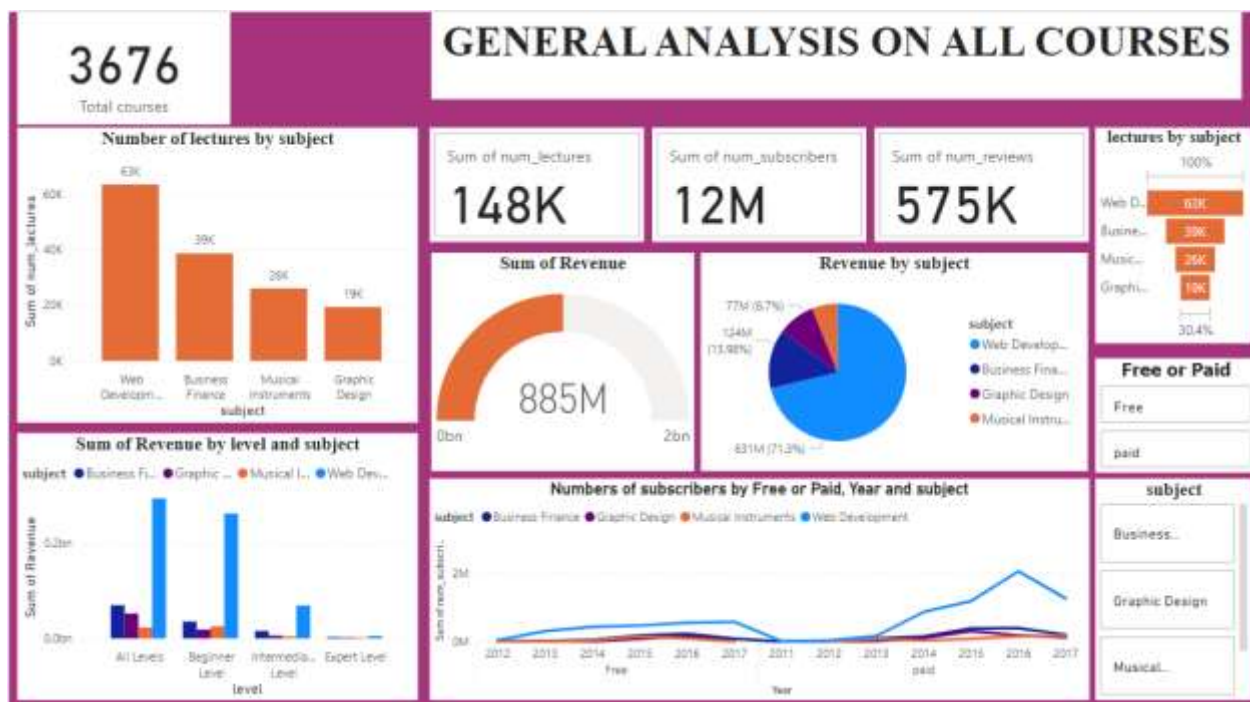 3676
Total courses
GENERAL ANALYSIS ON ALL COURSES
Number of lectures by subject
Sum of num_lectures
60K
40K
20K
0K
63K
39K
26K
19K
Web Developm...
Business Finance
Musical Instruments
Graphic Design
subject
Sum of num_lectures
148K
Sum of num_subscribers
12M
Sum of num_reviews
575K
lectures by subject
100%
Web D... 63K
Busine... 39K
Music... 26K
Graphi... 19K
30.4%
Sum of Revenue
885M
0bn
2bn
Revenue by subject
77M (8.7%)
124M
(13.98%)
631M (71.3%)
subject
Web Develop...
Business Fina...
Graphic Design
Musical Instru...
Free or Paid
Free
paid
Sum of Revenue by level and subject
subject Business Fi... Graphic ... Musical I... Web Dev...
Sum of Revenue
0.2bn
0.0bn
All Levels
Beginner Level
Intermedia... Level
Expert Level
level
Numbers of subscribers by Free or Paid, Year and subject
subject Business Finance Graphic Design Musical Instruments Web Development
Sum of num_subscri...
2M
0M
2012 2013 2014 2015 2016 2017 2011 2012 2013 2014 2015 2016 2017
Free paid
Year
subject
Business...
Graphic Design
Musical...